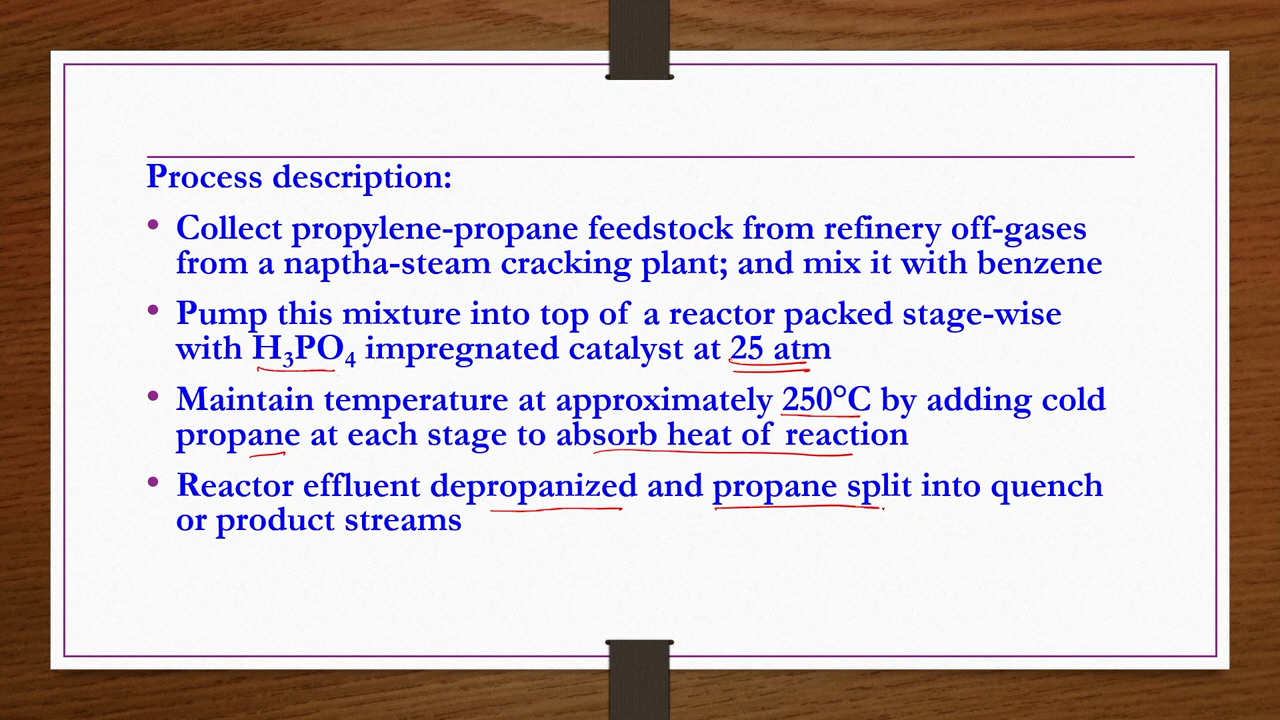 Process description:
• Collect propylene-propane feedstock from refinery off-gases
from a naptha-steam cracking plant; and mix it with benzene
• Pump this mixture into top of a reactor packed stage-wise
with H₃PO₄ impregnated catalyst at 25 atm
• Maintain temperature at approximately 250°C by adding cold
propane at each stage to absorb heat of reaction
• Reactor effluent depropanized and propane split into quench
or product streams